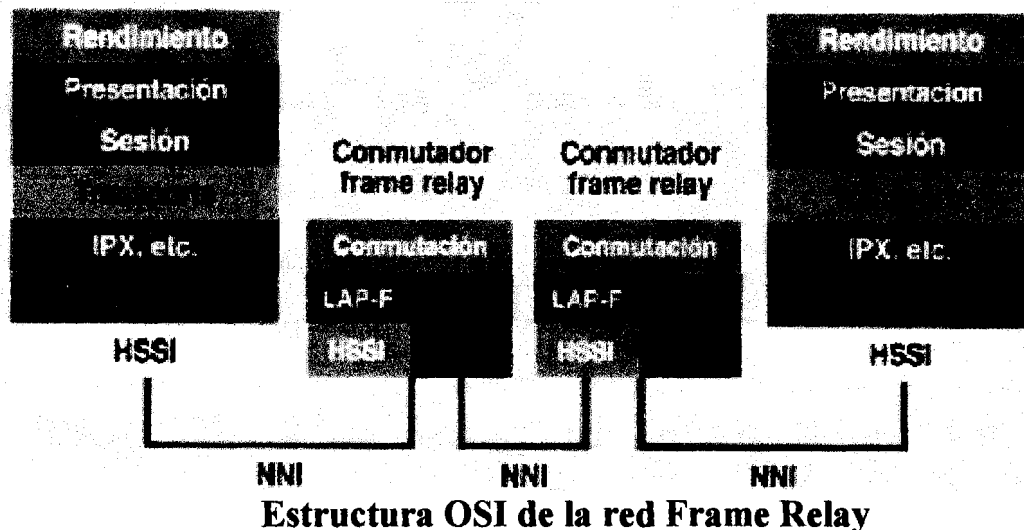 Rendimiento
Presentación
Sesión
IPX, etc.
HSSI
Conmutador
frame relay
Conmutación
LAP-F
HSSI
Conmutador
frame relay
Conmutación
LAP-F
HSSI
Rendimiento
Presentacion
Sesión
IPX, etc.
HSSI
NNI
NNI
NNI
Estructura OSI de la red Frame Relay